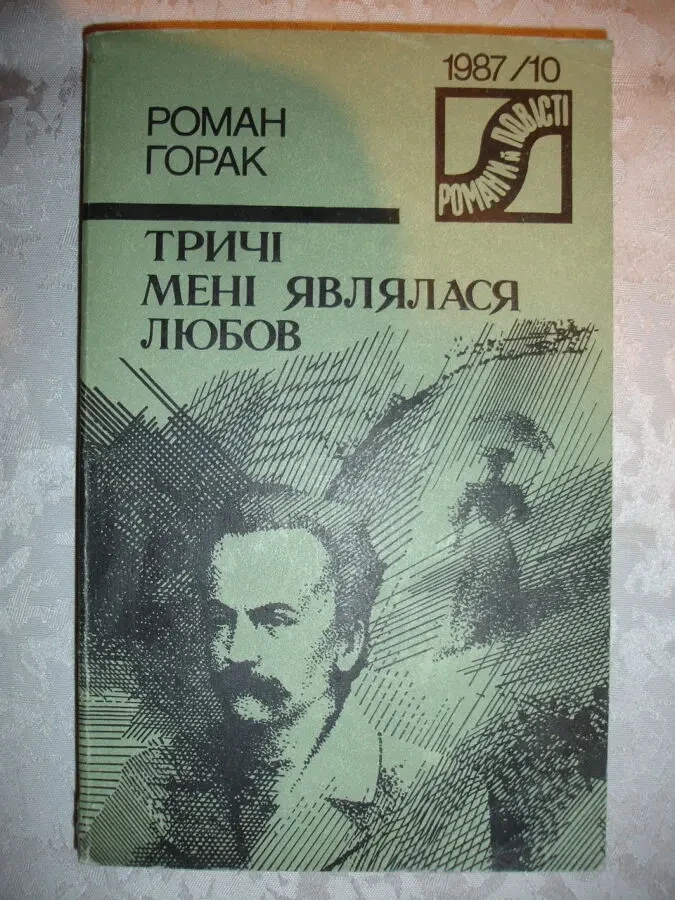 1987/10
РОМАНИ Й ПОВІСТІ
РОМАН
ГОРАК
ТРИЧІ
МЕНІ ЯВЛЯЛАСЯ
ЛЮБОВ